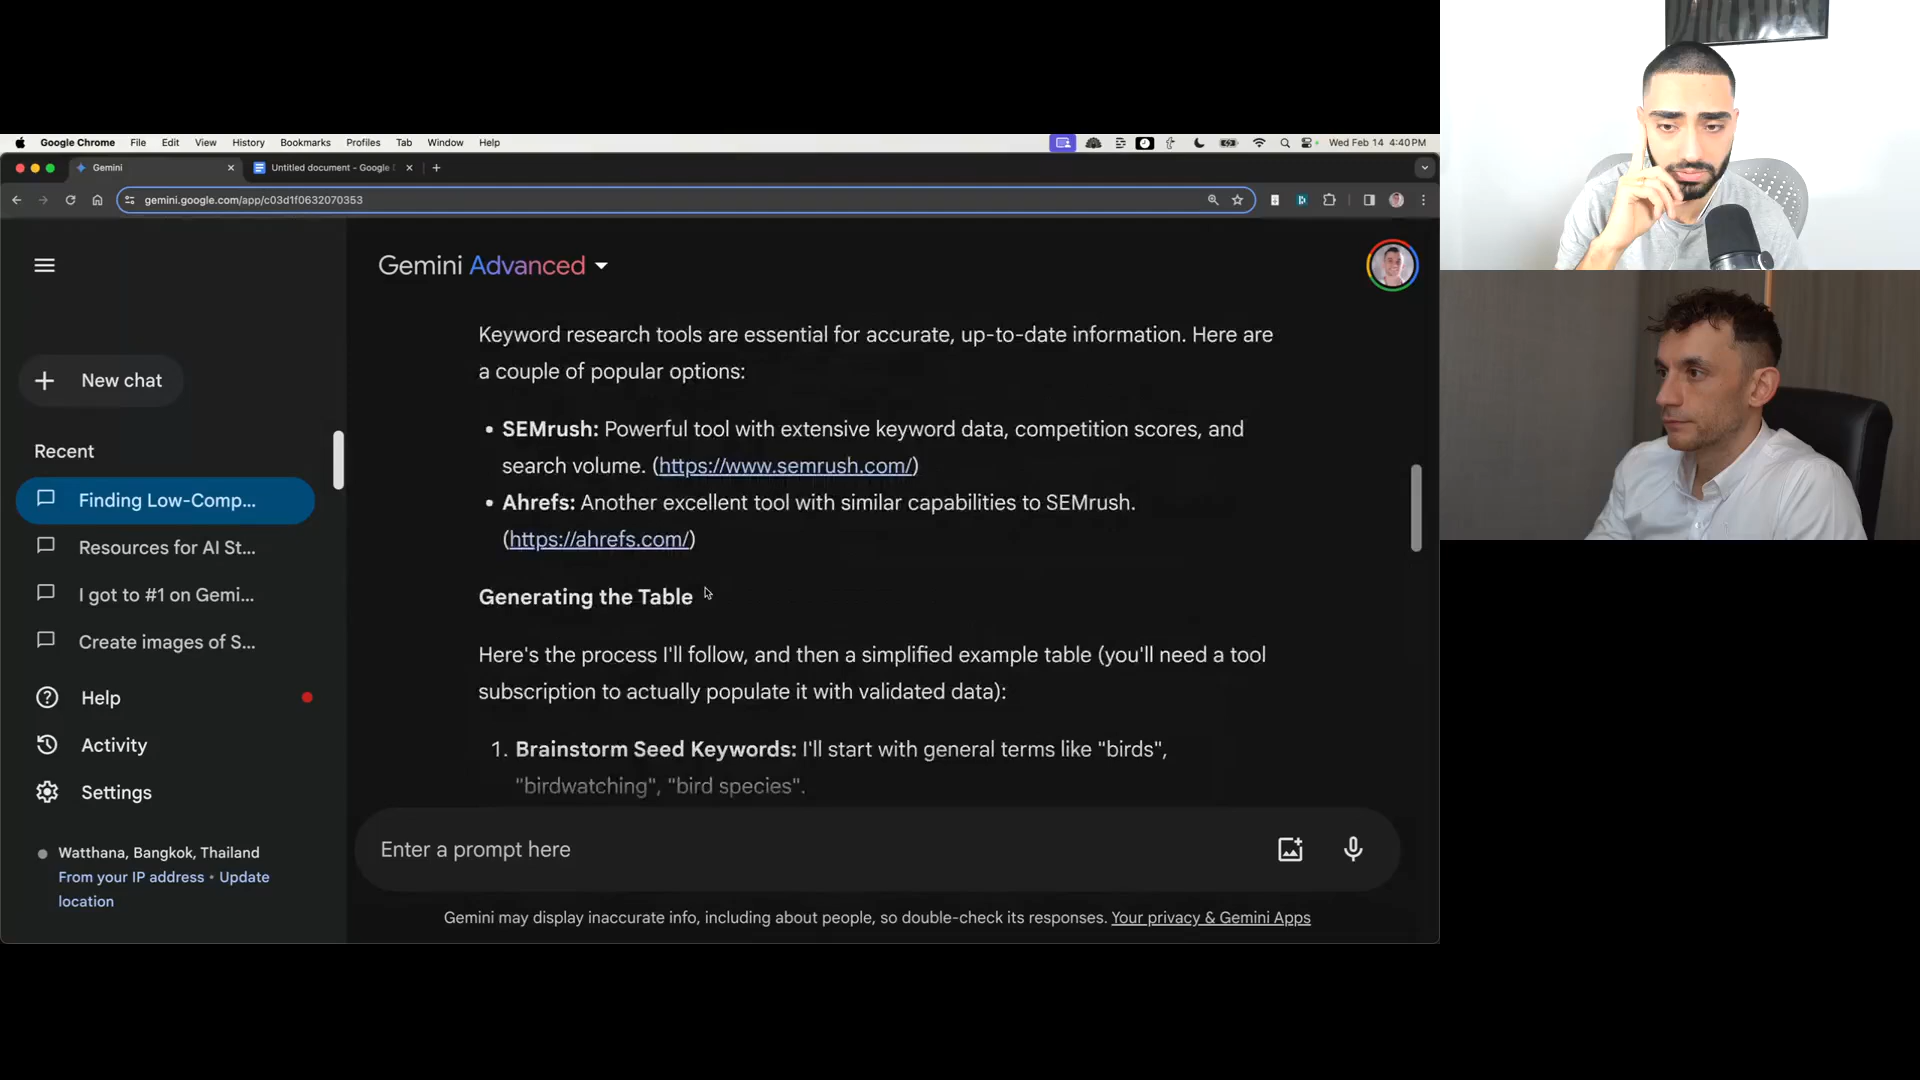 Google Chrome File Edit View History Bookmarks Profiles Tab Window Help Wed Feb 14 4:40 PM
Gemini Untitled document - Google
gemini.google.com/app/c03d1f0632070353
Gemini Advanced
New chat
Recent
Finding Low-Comp...
Resources for AI St...
I got to #1 on Gemi...
Create images of S...
Help
Activity
Settings
Watthana, Bangkok, Thailand
From your IP address • Update
location
Keyword research tools are essential for accurate, up-to-date information. Here are
a couple of popular options:
• SEMrush: Powerful tool with extensive keyword data, competition scores, and
search volume. (https://www.semrush.com/)
• Ahrefs: Another excellent tool with similar capabilities to SEMrush.
(https://ahrefs.com/)
Generating the Table
Here's the process I'll follow, and then a simplified example table (you'll need a tool
subscription to actually populate it with validated data):
1. Brainstorm Seed Keywords: I'll start with general terms like "birds",
"birdwatching", "bird species".
Enter a prompt here
Gemini may display inaccurate info, including about people, so double-check its responses. Your privacy & Gemini Apps